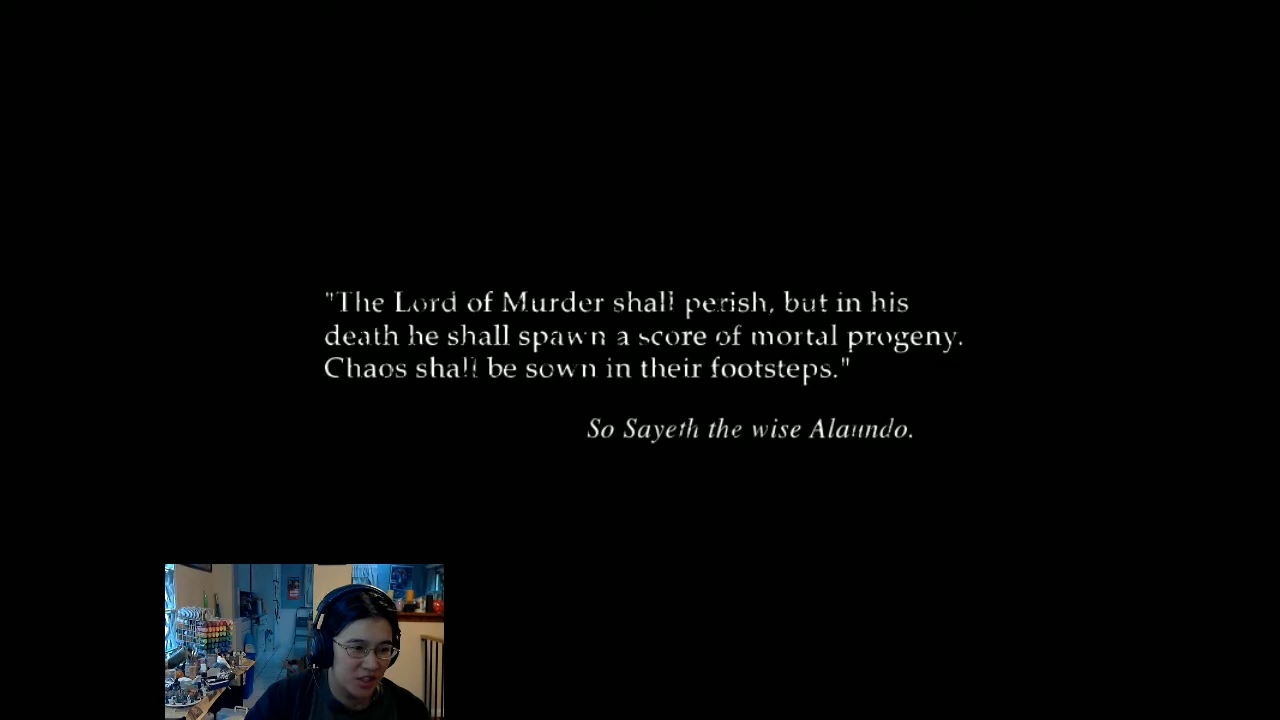 "The Lord of Murder shall perish, but in his
death he shall spawn a score of mortal progeny.
Chaos shall be sown in their footsteps."
So Sayeth the wise Alaundo.